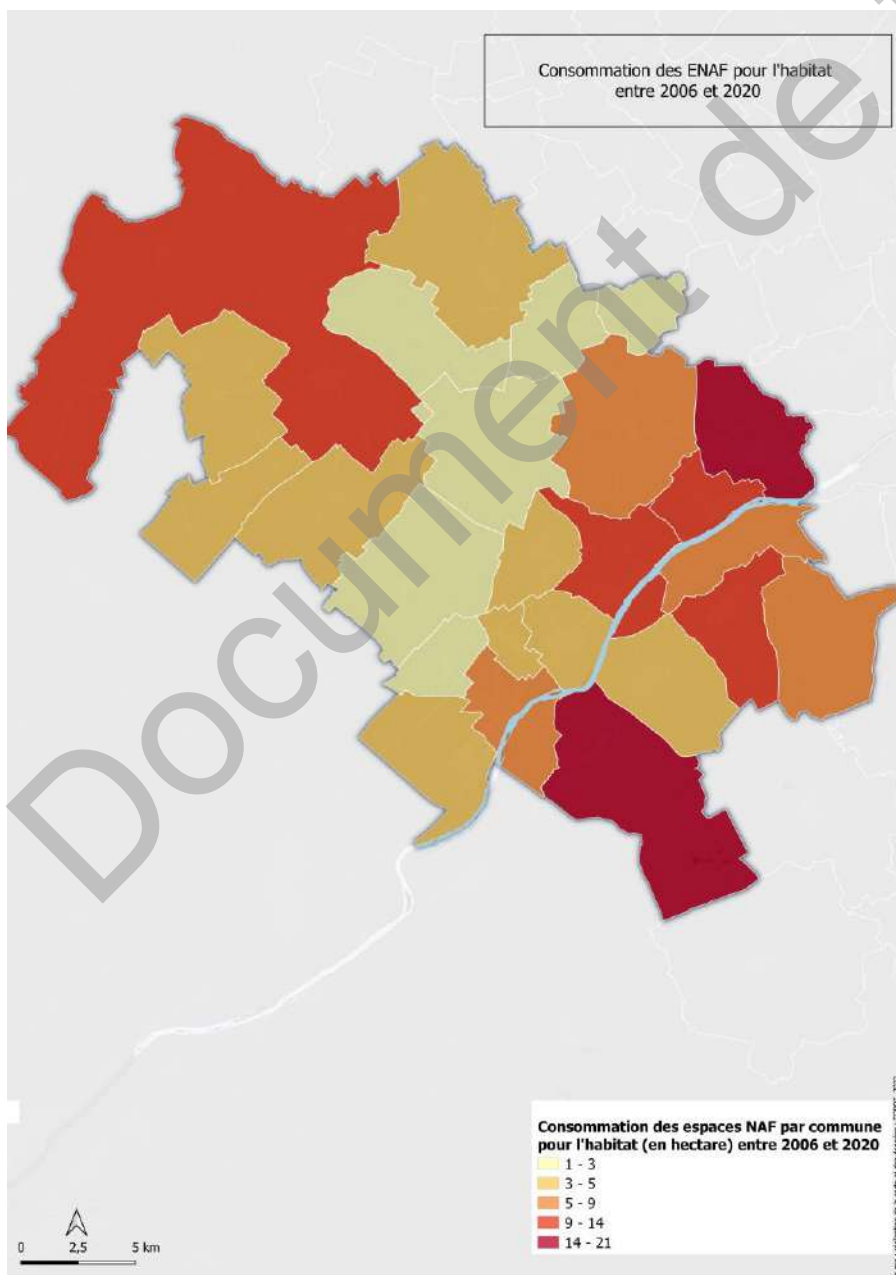 Consommation des ENAF pour l'habitat
entre 2006 et 2020
Document de
Consommation des espaces NAF par commune
pour l'habitat (en hectare) entre 2006 et 2020
1 - 3
3 - 5
5 - 9
9 - 14
14 - 21
0 2,5 5 km